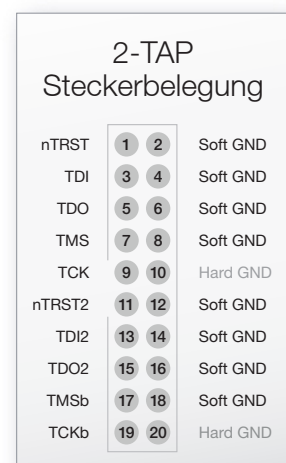 2-TAP
Steckerbelegung
nTRST 1 2 Soft GND
TDI 3 4 Soft GND
TDO 5 6 Soft GND
TMS 7 8 Soft GND
TCK 9 10 Hard GND
nTRST2 11 12 Soft GND
TDI2 13 14 Soft GND
TDO2 15 16 Soft GND
TMSb 17 18 Soft GND
TCKb 19 20 Hard GND